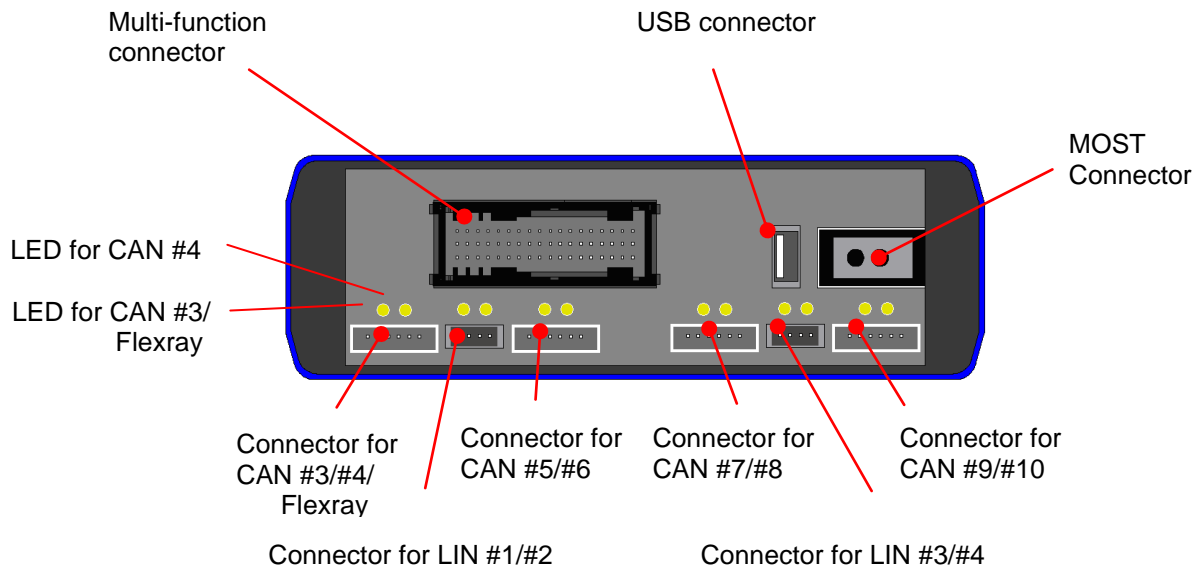 Multi-function
connector
USB connector
MOST
Connector
LED for CAN #4
LED for CAN #3/
Flexray
Connector for
CAN #3/#4/
Flexray
Connector for
CAN #5/#6
Connector for
CAN #7/#8
Connector for
CAN #9/#10
Connector for LIN #1/#2
Connector for LIN #3/#4